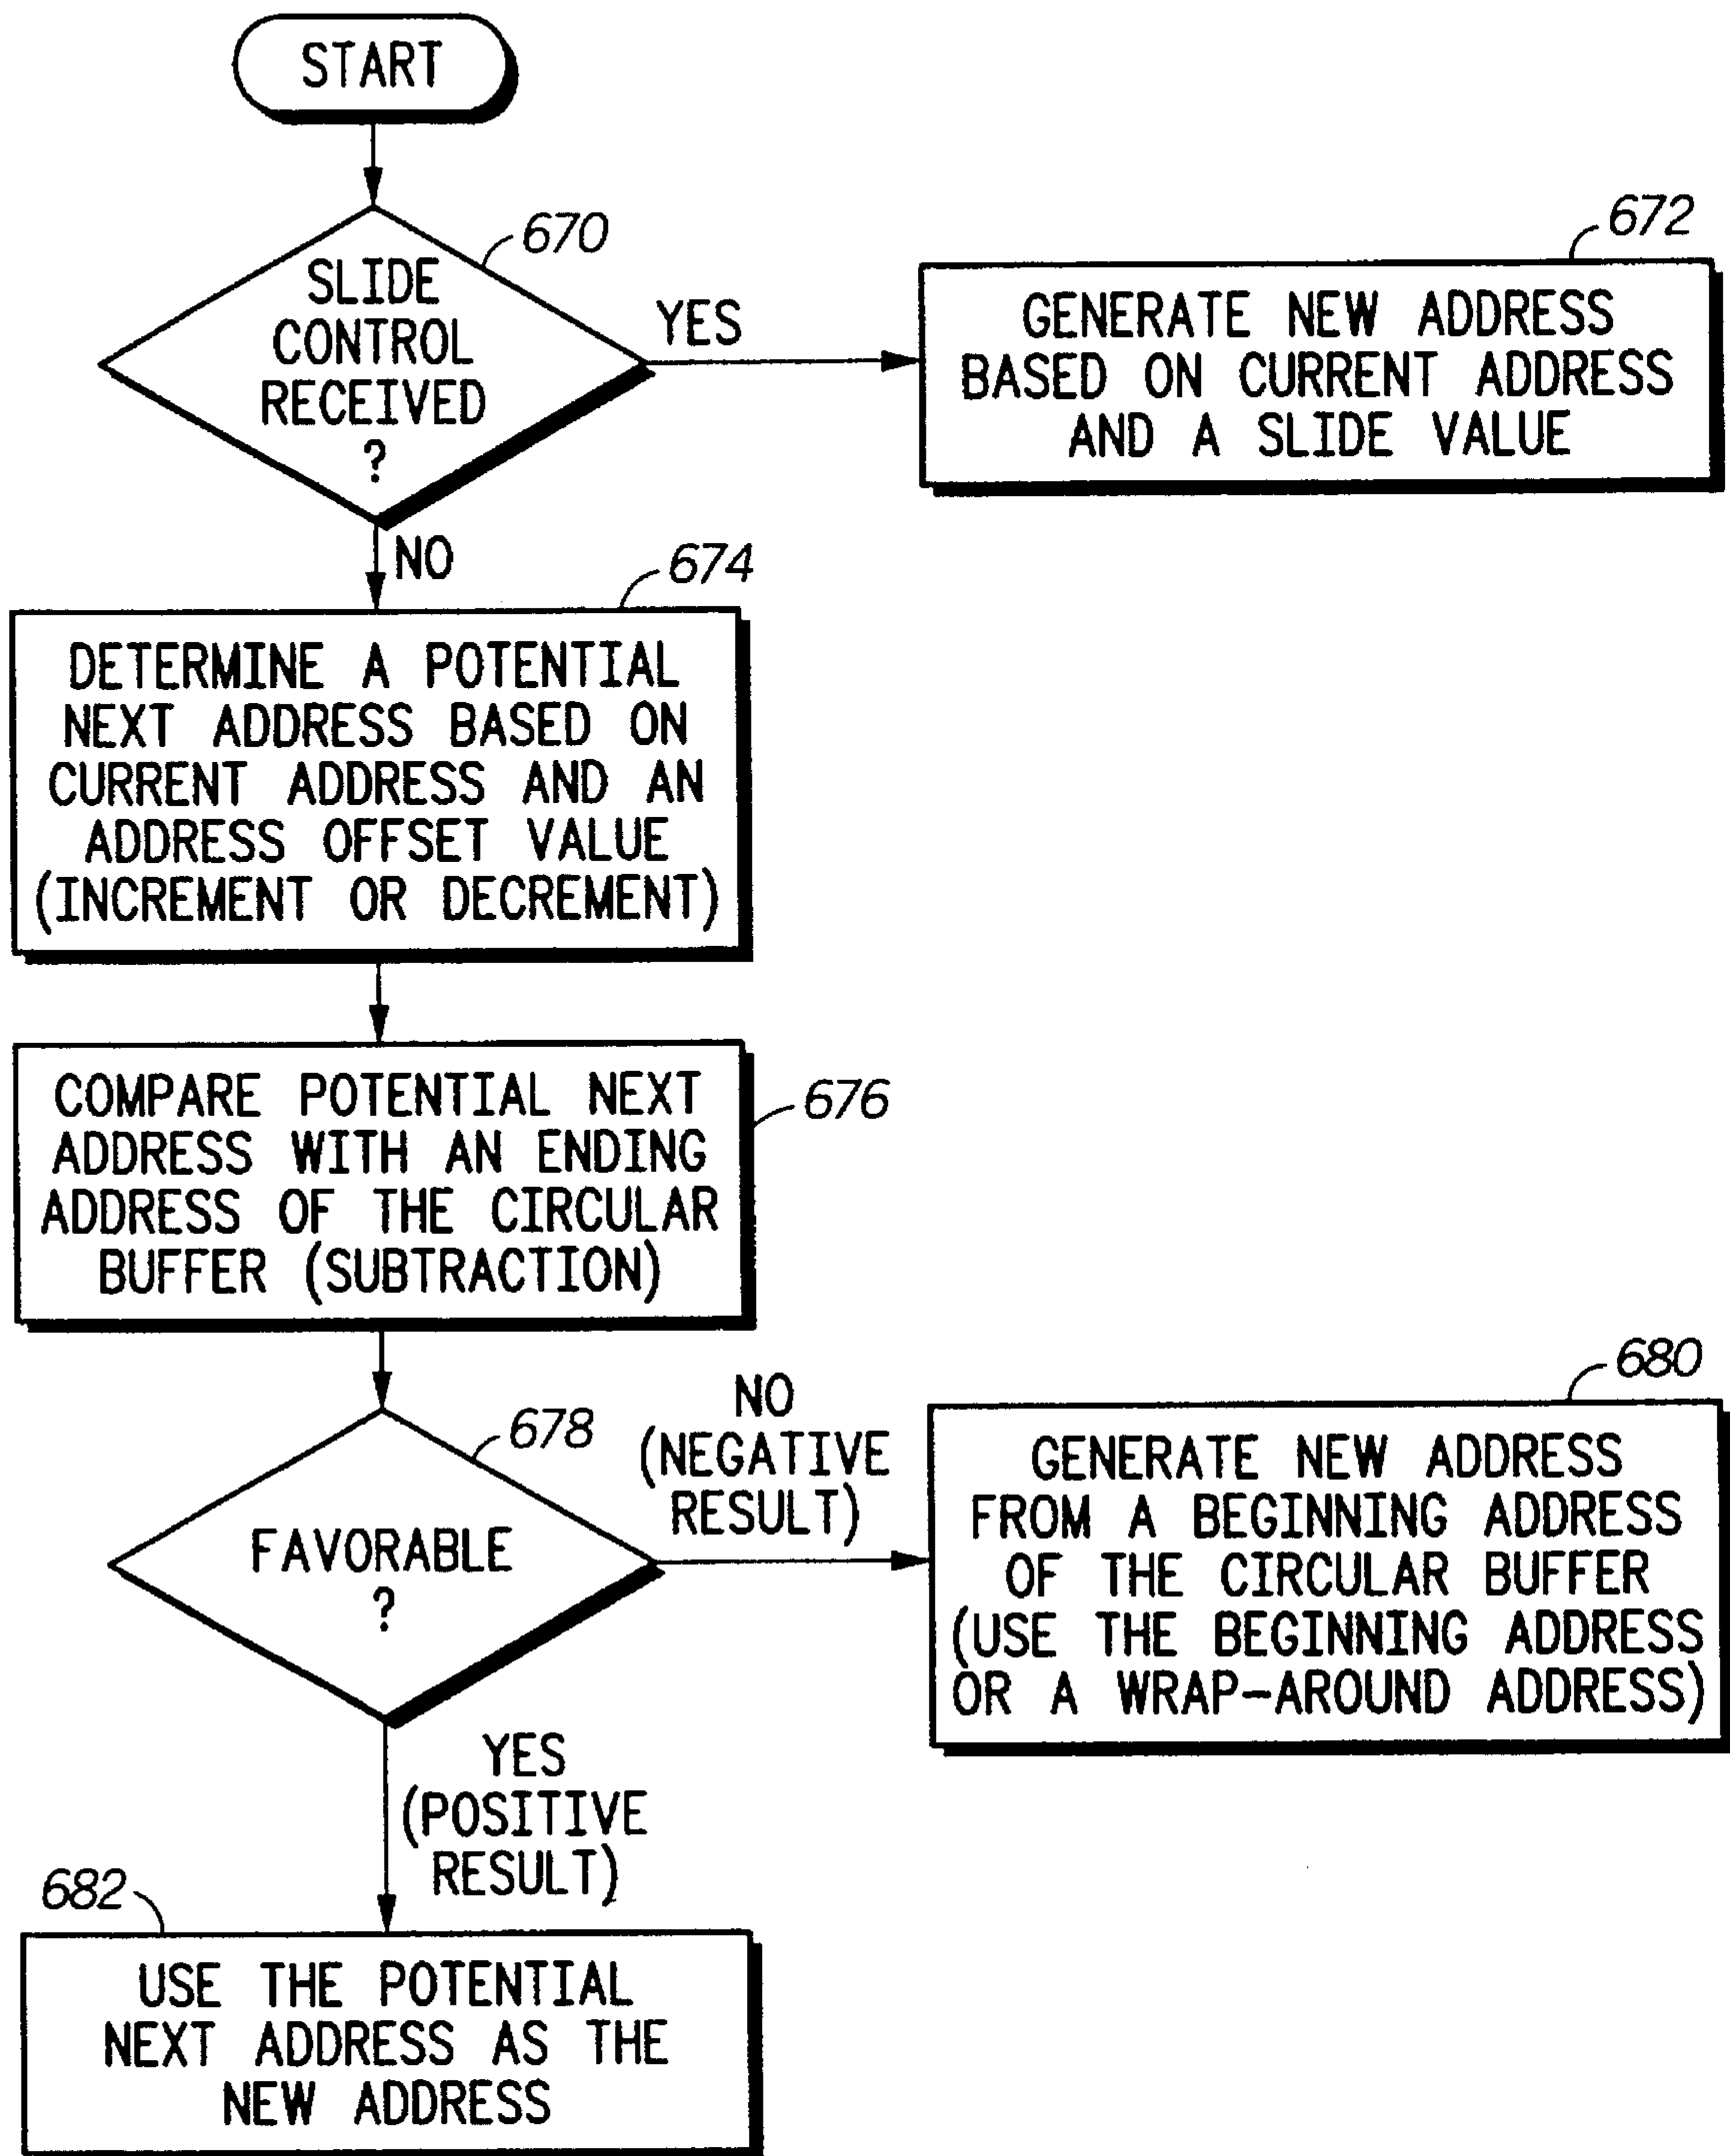 START
670
SLIDE
CONTROL
RECEIVED
?
YES
672
GENERATE NEW ADDRESS
BASED ON CURRENT ADDRESS
AND A SLIDE VALUE
NO
674
DETERMINE A POTENTIAL
NEXT ADDRESS BASED ON
CURRENT ADDRESS AND AN
ADDRESS OFFSET VALUE
(INCREMENT OR DECREMENT)
676
COMPARE POTENTIAL NEXT
ADDRESS WITH AN ENDING
ADDRESS OF THE CIRCULAR
BUFFER (SUBTRACTION)
678
FAVORABLE
?
NO
(NEGATIVE
RESULT)
680
GENERATE NEW ADDRESS
FROM A BEGINNING ADDRESS
OF THE CIRCULAR BUFFER
(USE THE BEGINNING ADDRESS
OR A WRAP-AROUND ADDRESS)
YES
(POSITIVE
RESULT)
682
USE THE POTENTIAL
NEXT ADDRESS AS THE
NEW ADDRESS